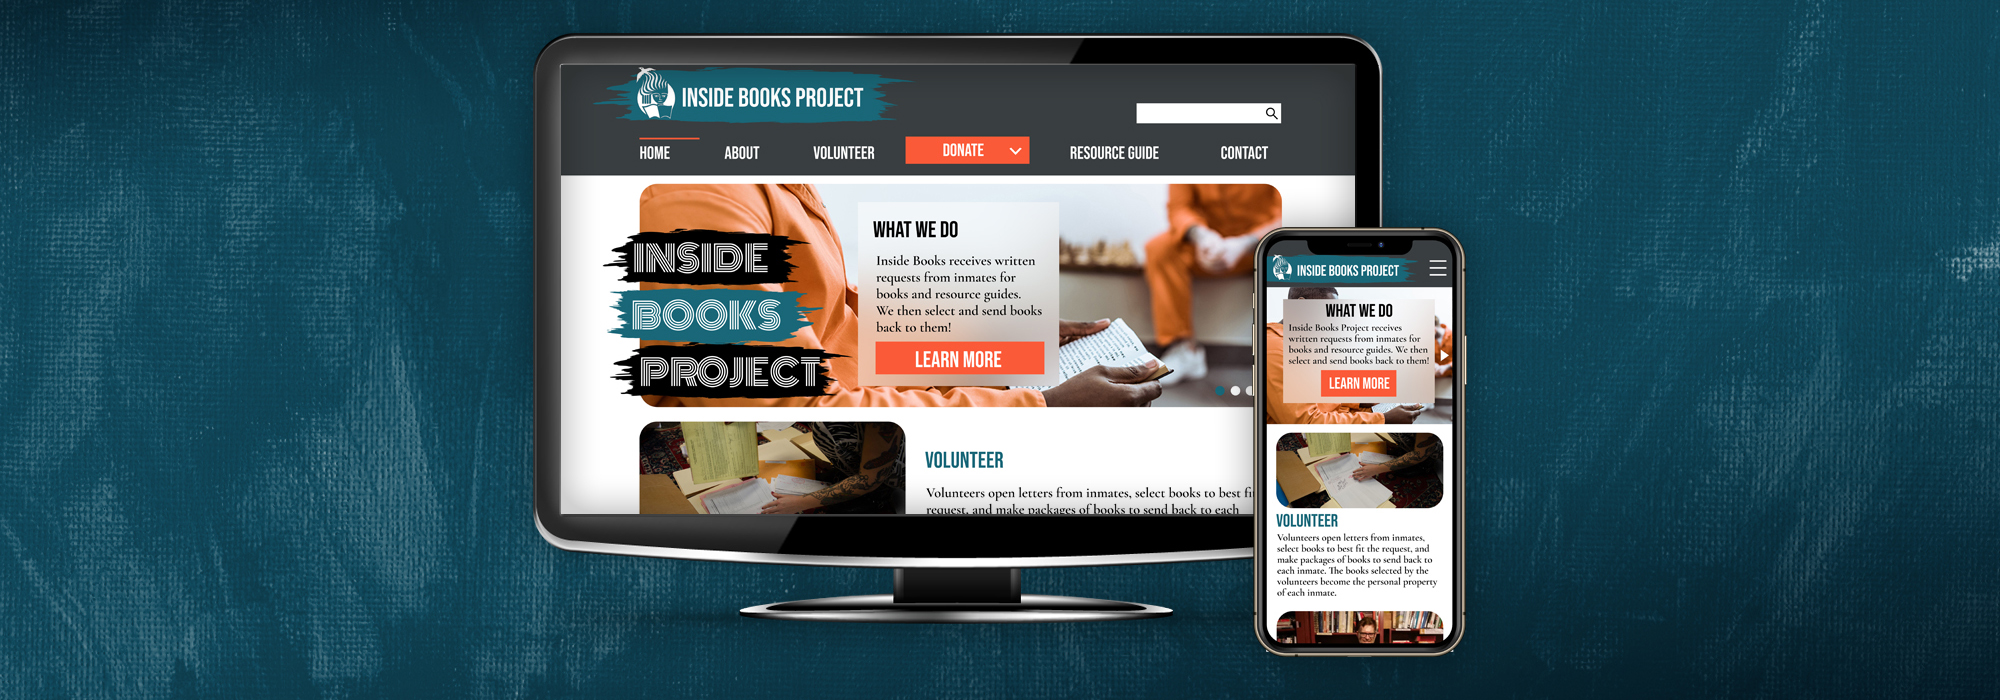 INSIDE BOOKS PROJECT
HOME ABOUT VOLUNTEER DONATE RESOURCE GUIDE CONTACT
INSIDE
BOOKS
PROJECT
WHAT WE DO
Inside Books receives written
requests from inmates for
books and resource guides.
We then select and send books
back to them!
LEARN MORE
VOLUNTEER
Volunteers open letters from inmates, select books to best fi
request, and make packages of books to send back to each
INSIDE BOOKS PROJECT
WHAT WE DO
Inside Books Project receives
written requests from inmates for
books and resource guides. We then
select and send books back to them!
LEARN MORE
VOLUNTEER
Volunteers open letters from inmates,
select books to best fit the request, and
make packages of books to send back to
each inmate. The books selected by the
volunteers become the personal property
of each inmate.